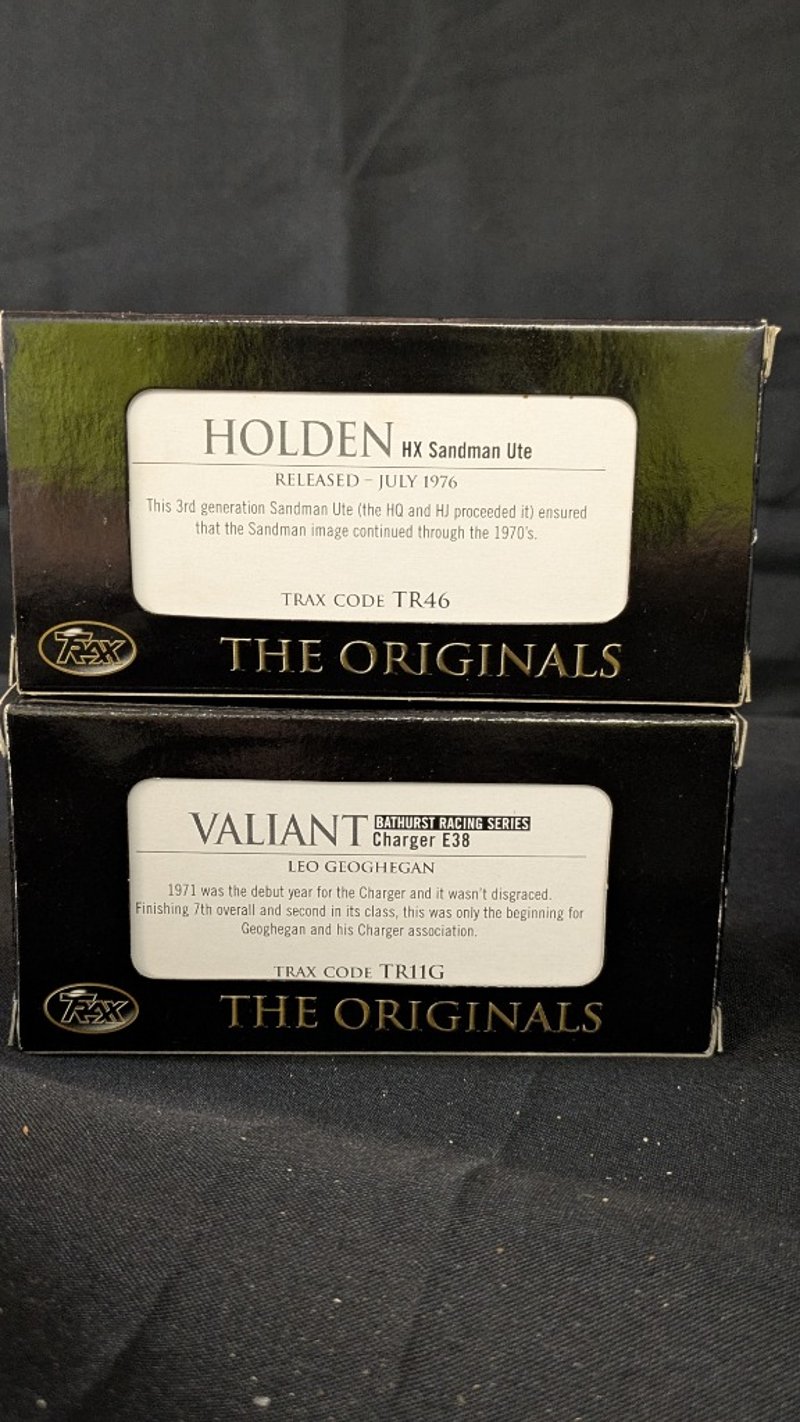 HOLDEN HX Sandman Ute
RELEASED – JULY 1976
This 3rd generation Sandman Ute (the HQ and HJ proceeded it) ensured
that the Sandman image continued through the 1970's.
TRAX CODE TR46
TRAX THE ORIGINALS
VALIANT BATHURST RACING SERIES
Charger E38
LEO GEOGHEGAN
1971 was the debut year for the Charger and it wasn't disgraced.
Finishing 7th overall and second in its class, this was only the beginning for
Geoghegan and his Charger association.
TRAX CODE TR11G
TRAX THE ORIGINALS